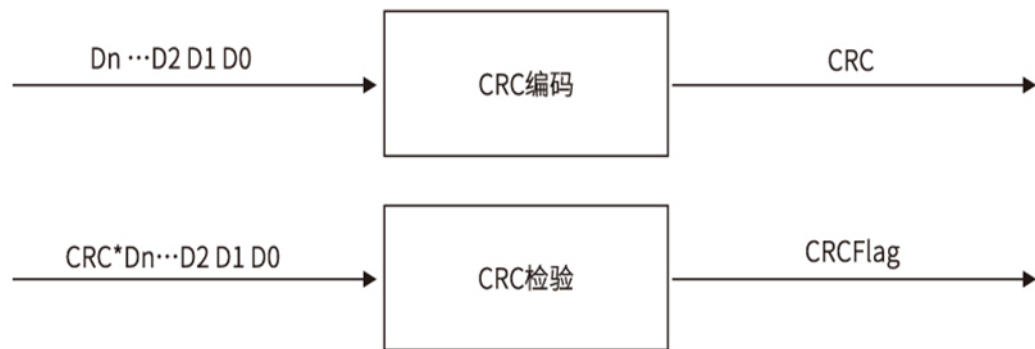 Dn …D2 D1 D0
CRC编码
CRC
CRC*Dn…D2 D1 D0
CRC检验
CRCFlag